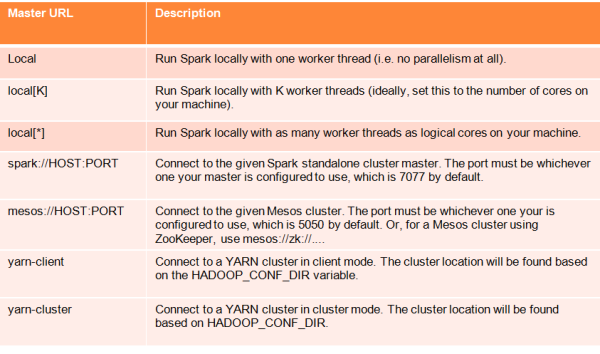 Master URL Description
Local Run Spark locally with one worker thread (i.e. no parallelism at all).
local[K] Run Spark locally with K worker threads (ideally, set this to the number of cores on
your machine).
local[*] Run Spark locally with as many worker threads as logical cores on your machine.
spark://HOST:PORT Connect to the given Spark standalone cluster master. The port must be whichever
one your master is configured to use, which is 7077 by default.
mesos://HOST:PORT Connect to the given Mesos cluster. The port must be whichever one your is
configured to use, which is 5050 by default. Or, for a Mesos cluster using
ZooKeeper, use mesos://zk://....
yarn-client Connect to a YARN cluster in client mode. The cluster location will be found based
on the HADOOP_CONF_DIR variable.
yarn-cluster Connect to a YARN cluster in cluster mode. The cluster location will be found
based on HADOOP_CONF_DIR.